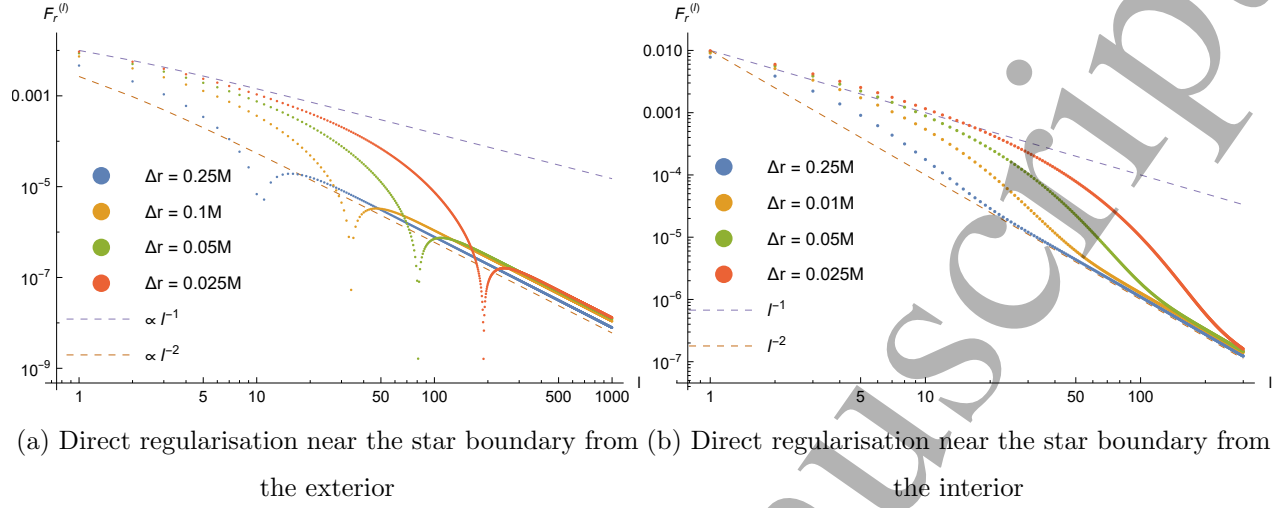 F_r^(l)
0.001
10^-5
10^-7
10^-9
1
5
10
50
100
500
1000
l
Δr = 0.25M
Δr = 0.1M
Δr = 0.05M
Δr = 0.025M
∝ l^-1
∝ l^-2
F_r^(l)
0.010
0.001
10^-4
10^-5
10^-6
10^-7
1
5
10
50
100
l
Δr = 0.25M
Δr = 0.01M
Δr = 0.05M
Δr = 0.025M
l^-1
l^-2
(a) Direct regularisation near the star boundary from
the exterior
(b) Direct regularisation near the star boundary from
the interior
uscrip